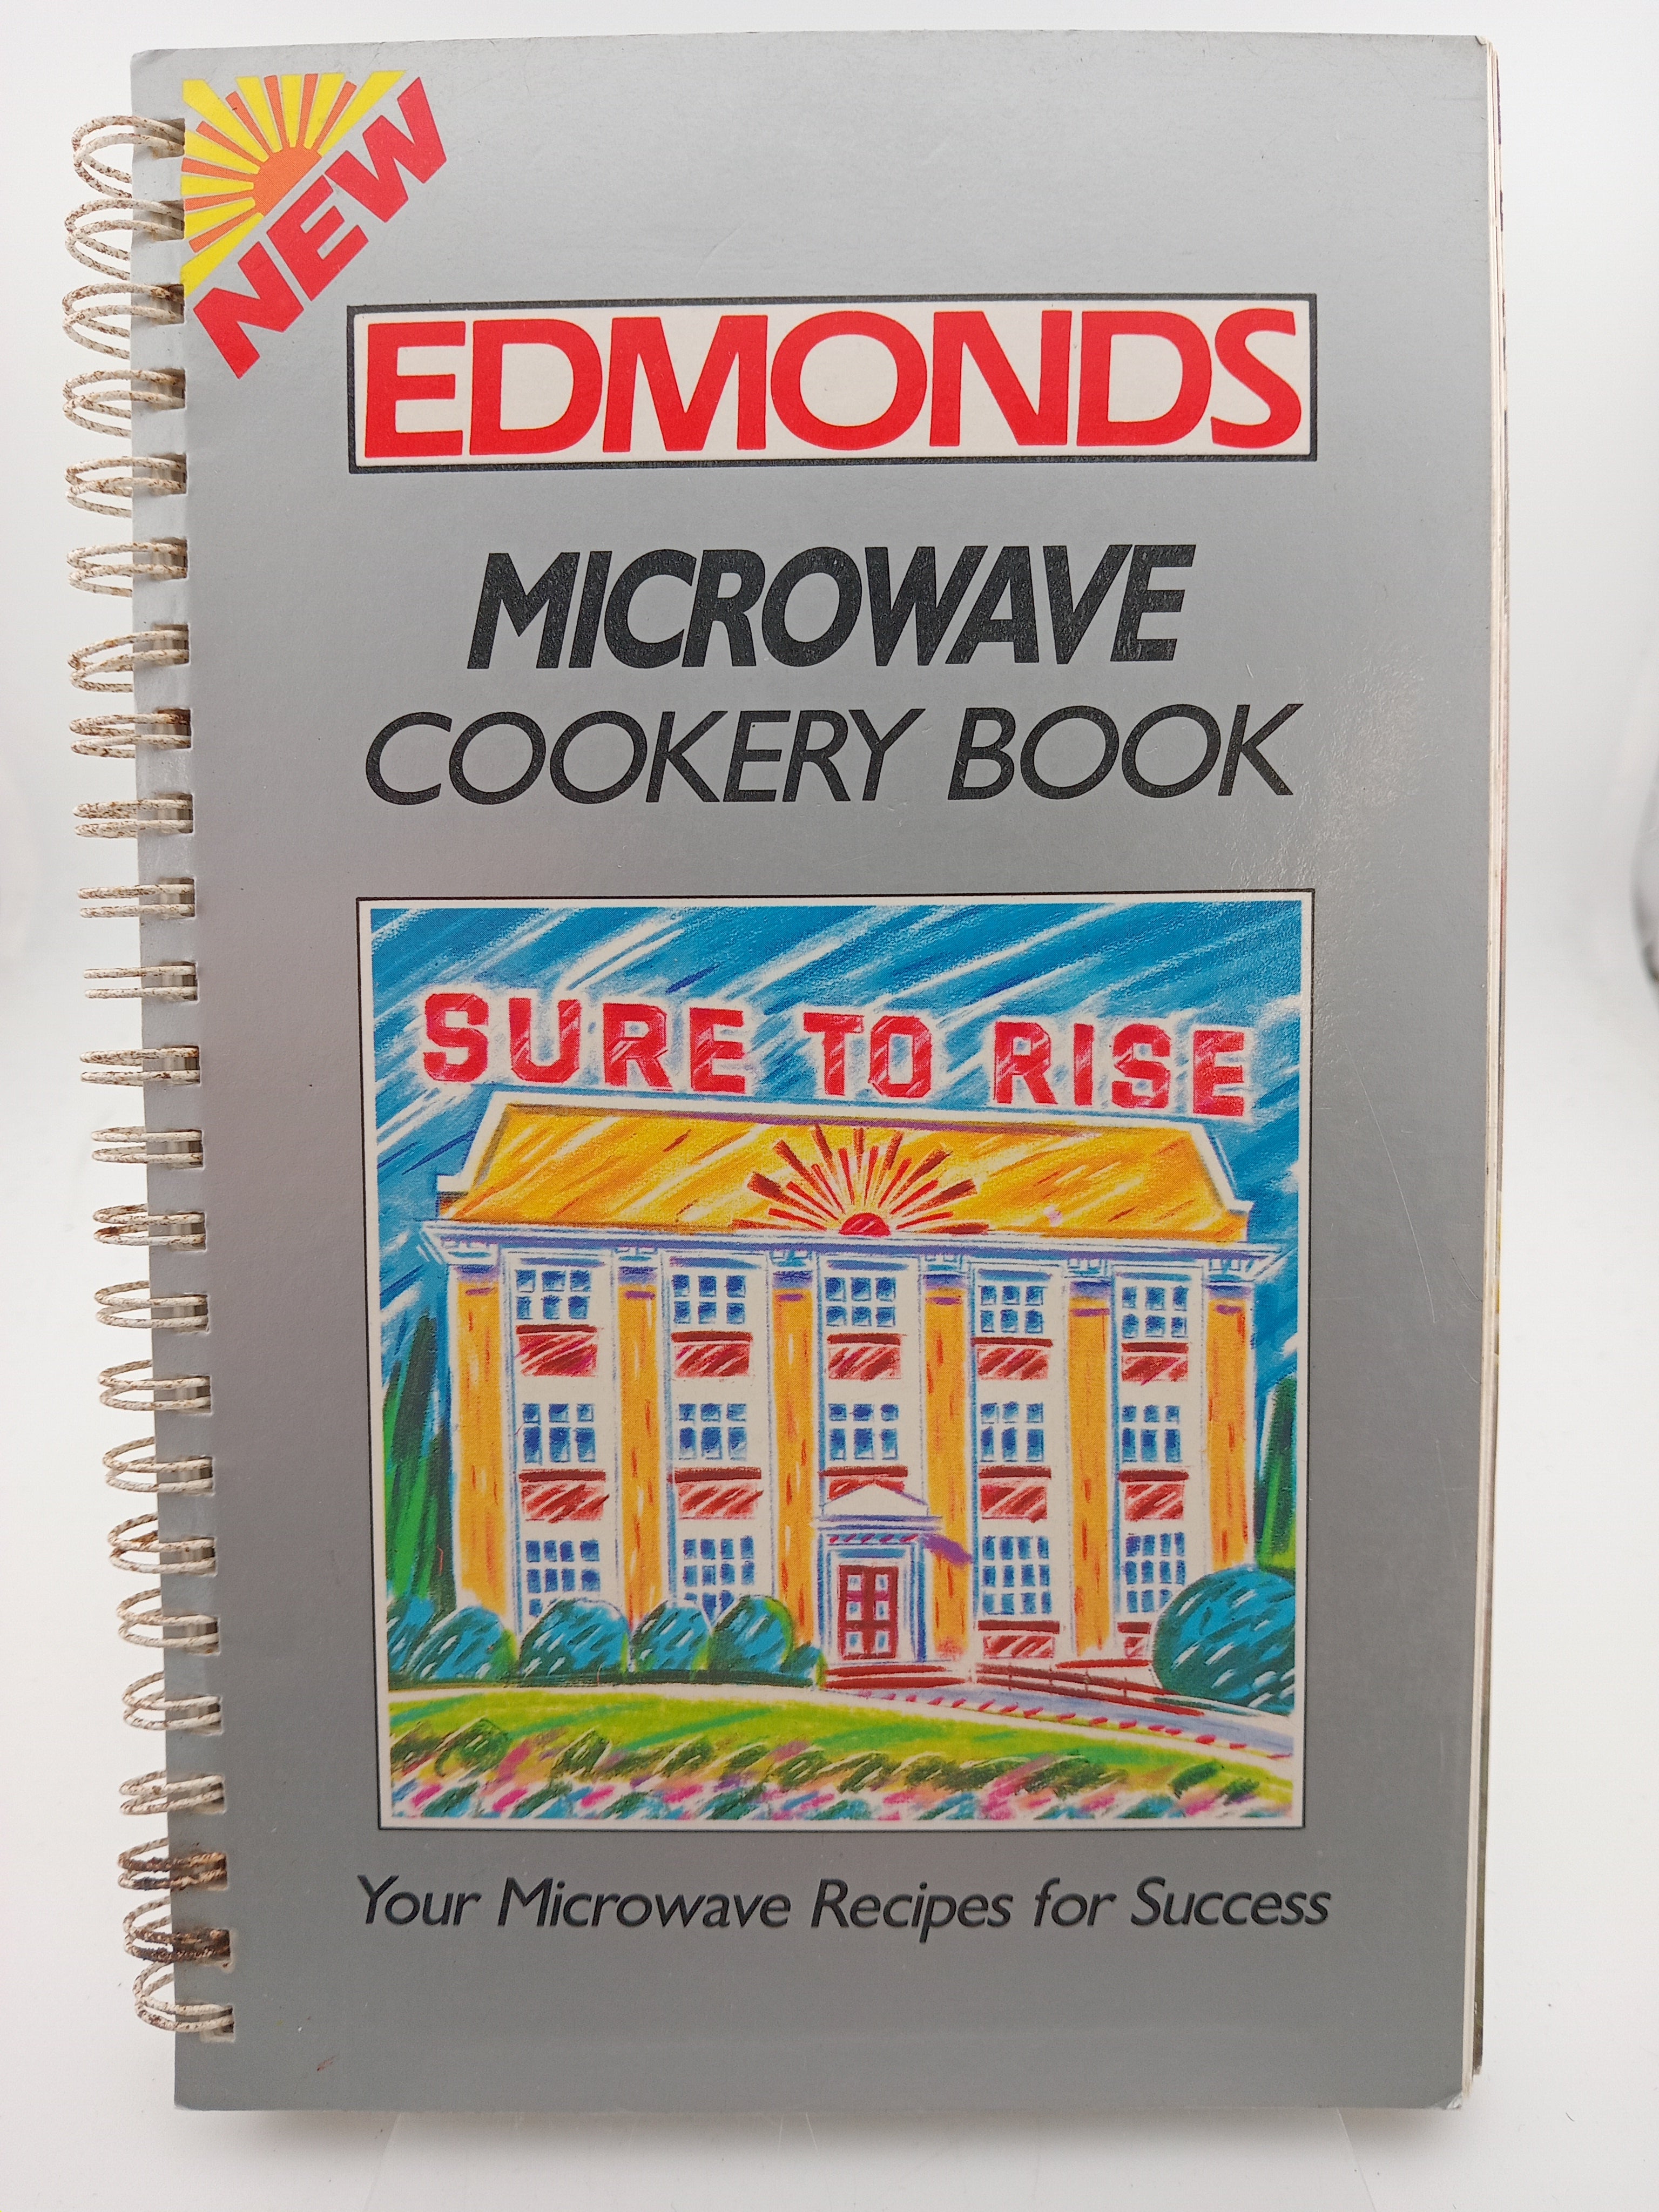 NEW
EDMONDS
MICROWAVE
COOKERY BOOK
SURE TO RISE
Your Microwave Recipes for Success